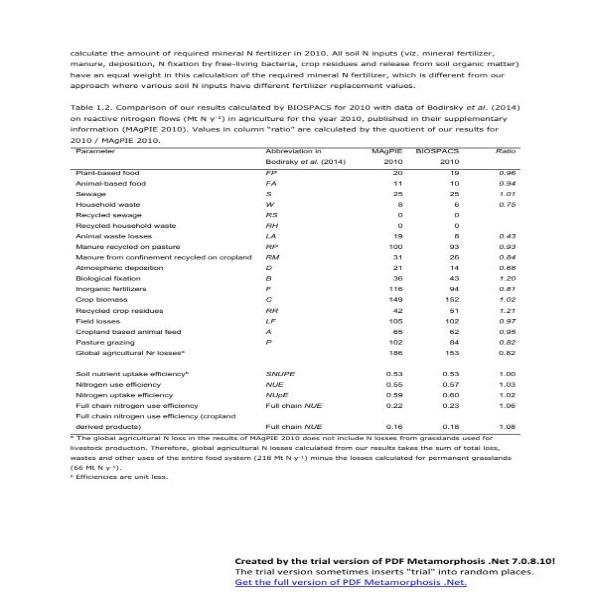 calculate the amount of required mineral N fertilizer in 2010. All soil N inputs (viz. mineral fertilizer,
manure, deposition, N fixation by free-living bacteria, crop residues and release from soil organic matter)
have an equal weight in this calculation of the required mineral N fertilizer, which is different from our
approach where various soil N inputs have different fertilizer replacement values.
Table 1.2. Comparison of our results calculated by BIOSPACS for 2010 with data of Bodirsky et al. (2014)
on reactive nitrogen flows (Mt N y⁻¹) in agriculture for the year 2010, published in their supplementary
information (MAgPIE 2010). Values in column “ratio” are calculated by the quotient of our results for
2010 / MAgPIE 2010.
Parameter Abbreviation in MAgPIE BIOSPACS Ratio
Bodirsky et al. (2014) 2010 2010
Plant-based food FP 20 19 0.96
Animal-based food FA 11 10 0.94
Sewage S 25 25 1.01
Household waste W 8 6 0.75
Recycled sewage RS 0 0
Recycled household waste RH 0 0
Animal waste losses LA 19 8 0.43
Manure recycled on pasture RP 100 93 0.93
Manure from confinement recycled on cropland RM 31 26 0.84
Atmospheric deposition D 21 14 0.68
Biological fixation B 36 43 1.20
Inorganic fertilizers F 116 94 0.81
Crop biomass C 149 152 1.02
Recycled crop residues RR 42 51 1.21
Field losses LF 105 102 0.97
Cropland based animal feed A 65 62 0.95
Pasture grazing P 102 84 0.82
Global agricultural Nr lossesᵃ 186 153 0.82
Soil nutrient uptake efficiencyᵇ SNUPE 0.53 0.53 1.00
Nitrogen use efficiency NUE 0.55 0.57 1.03
Nitrogen uptake efficiency NUpE 0.59 0.60 1.02
Full chain nitrogen use efficiency Full chain NUE 0.22 0.23 1.06
Full chain nitrogen use efficiency (cropland
derived products) Full chain NUE 0.16 0.18 1.08
ᵃ The global agricultural N loss in the results of MAgPIE 2010 does not include N losses from grasslands used for
livestock production. Therefore, global agricultural N losses calculated from our results takes the sum of total loss,
wastes and other uses of the entire food system (218 Mt N y⁻¹) minus the losses calculated for permanent grasslands
(66 Mt N y⁻¹).
ᵇ Efficiencies are unit less.
Created by the trial version of PDF Metamorphosis .Net 7.0.8.10!
The trial version sometimes inserts "trial" into random places.
Get the full version of PDF Metamorphosis .Net.